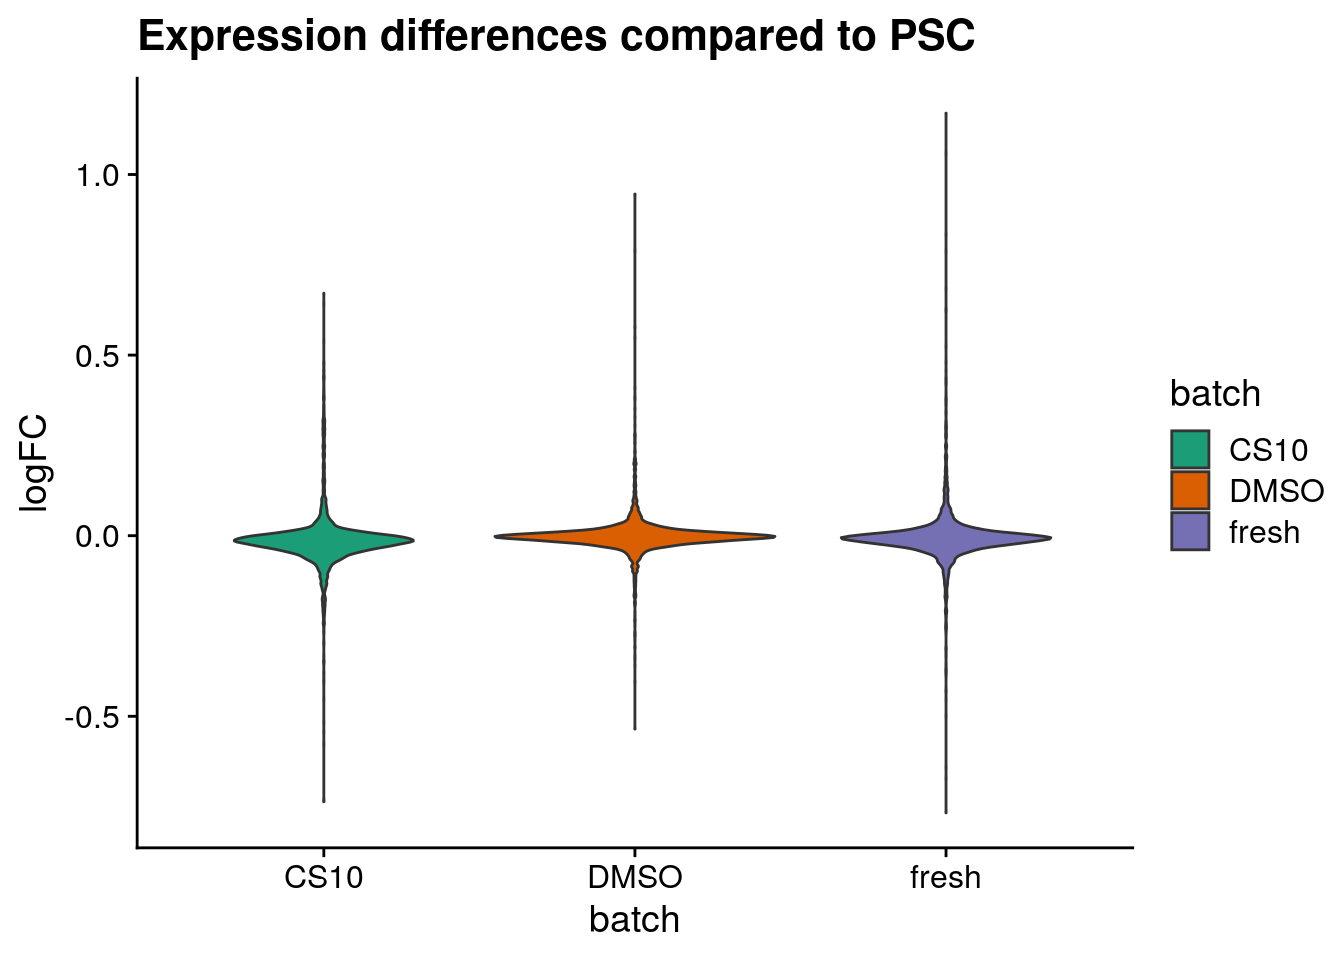 Expression differences compared to PSC
1.0
0.5
0.0
-0.5
logFC
CS10
DMSO
fresh
batch
batch
CS10
DMSO
fresh